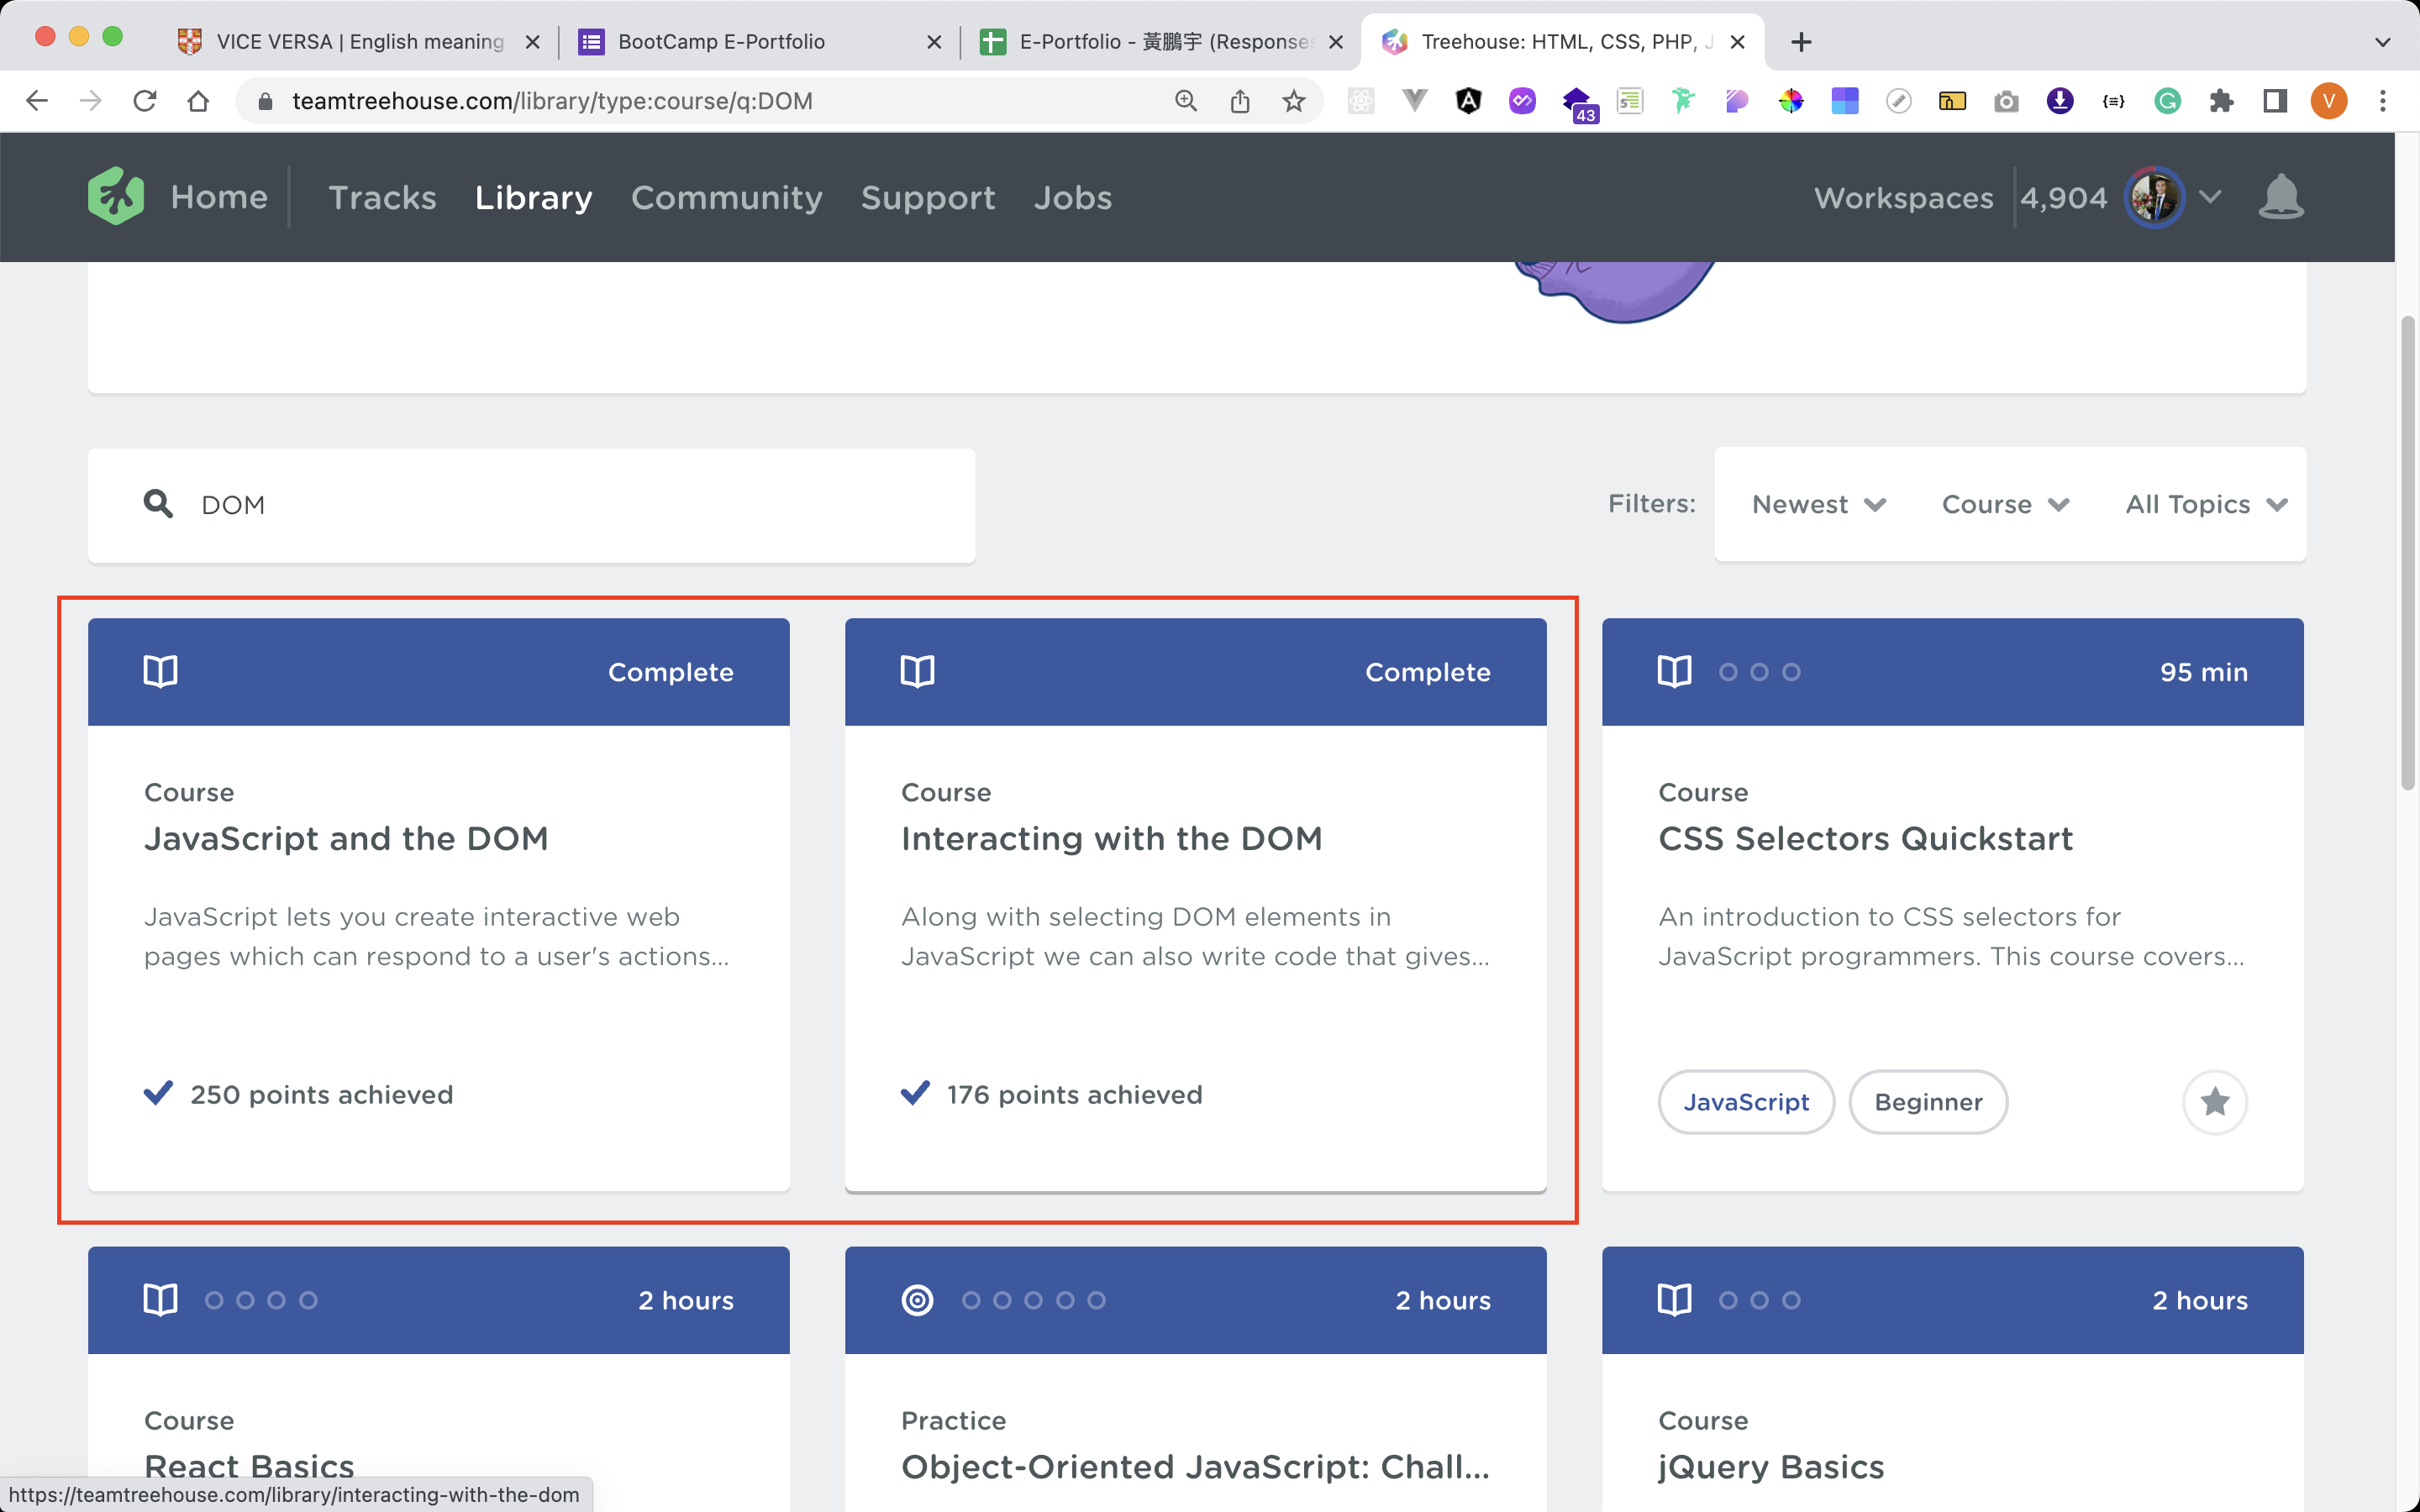 VICE VERSA | English meaning
BootCamp E-Portfolio
E-Portfolio - 黃鵬宇 (Responses
Treehouse: HTML, CSS, PHP, J
teamtreehouse.com/library/type:course/q:DOM
43
V
Home
Tracks
Library
Community
Support
Jobs
Workspaces
4,904
DOM
Filters:
Newest
Course
All Topics
Complete
Course
JavaScript and the DOM
JavaScript lets you create interactive web
pages which can respond to a user's actions...
250 points achieved
Complete
Course
Interacting with the DOM
Along with selecting DOM elements in
JavaScript we can also write code that gives...
176 points achieved
95 min
Course
CSS Selectors Quickstart
An introduction to CSS selectors for
JavaScript programmers. This course covers...
JavaScript
Beginner
2 hours
Course
React Basics
2 hours
Practice
Object-Oriented JavaScript: Chall...
2 hours
Course
jQuery Basics
https://teamtreehouse.com/library/interacting-with-the-dom